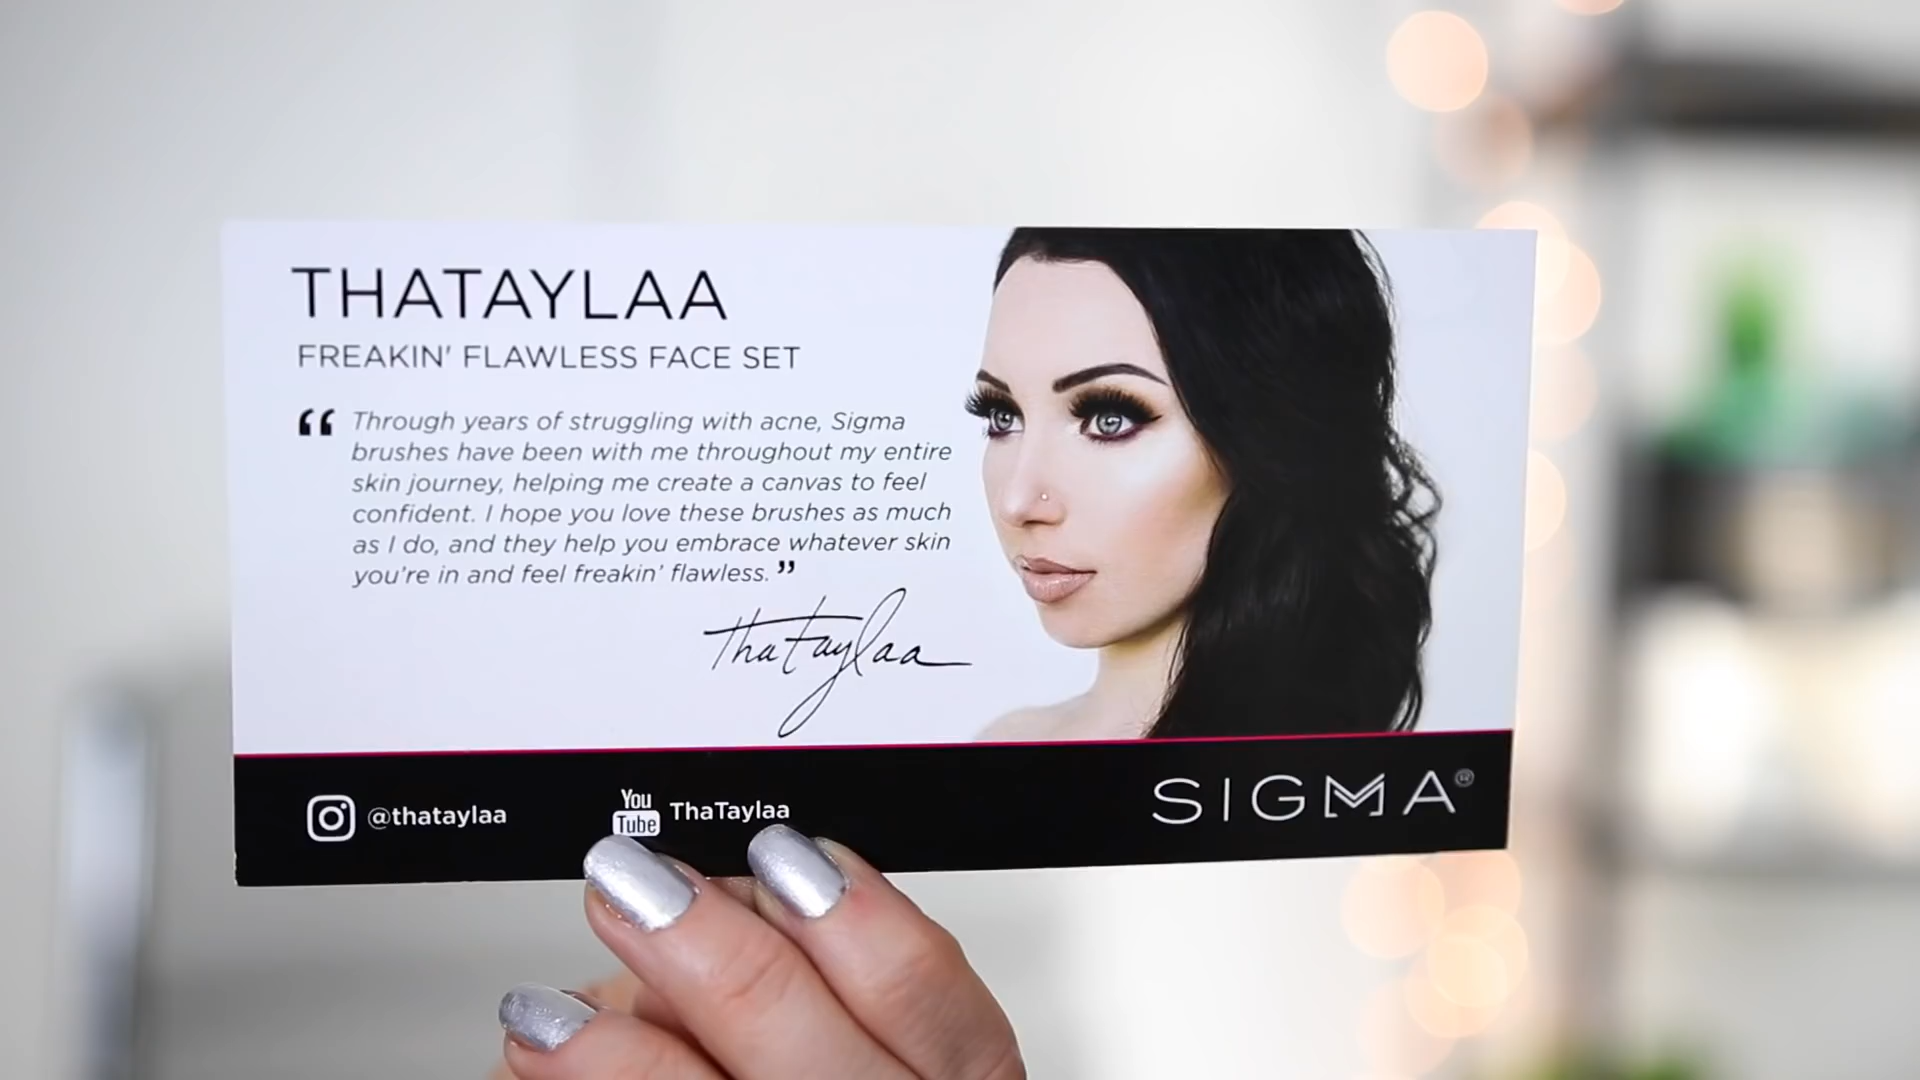 THATAYLAA
FREAKIN' FLAWLESS FACE SET
“ Through years of struggling with acne, Sigma
brushes have been with me throughout my entire
skin journey, helping me create a canvas to feel
confident. I hope you love these brushes as much
as I do, and they help you embrace whatever skin
you're in and feel freakin' flawless. ”
ThaTaylaa
@thataylaa
You
Tube
ThaTaylaa
SIGMA®